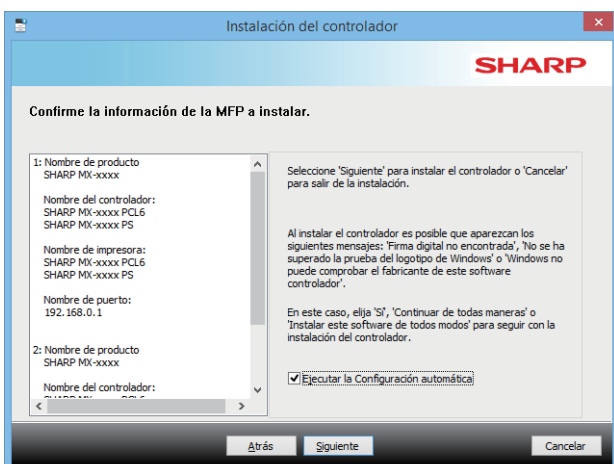 Instalación del controlador
SHARP
Confirme la información de la MFP a instalar.
1: Nombre de producto
SHARP MX-xxxx
Nombre del controlador:
SHARP MX-xxxx PCL6
SHARP MX-xxxx PS
Nombre de impresora:
SHARP MX-xxxx PCL6
SHARP MX-xxxx PS
Nombre de puerto:
192.168.0.1
2: Nombre de producto
SHARP MX-xxxx
Nombre del controlador:
Seleccione 'Siguiente' para instalar el controlador o 'Cancelar'
para salir de la instalación.
Al instalar el controlador es posible que aparezcan los
siguientes mensajes: 'Firma digital no encontrada', 'No se ha
superado la prueba del logotipo de Windows' o 'Windows no
puede comprobar el fabricante de este software
controlador'.
En este caso, elija 'Sí', 'Continuar de todas maneras' o
'Instalar este software de todos modos' para seguir con la
instalación del controlador.
Ejecutar la Configuración automática
Atrás
Siguiente
Cancelar